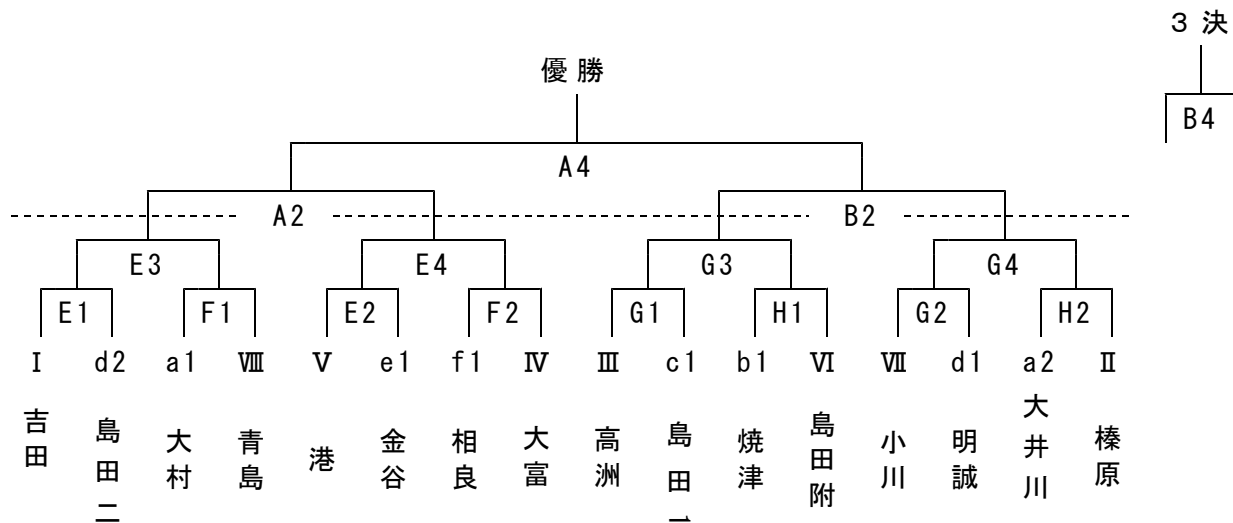 3 決
優 勝
B4
A4
A2 B2
E3 E4 G3 G4
E1 F1 E2 F2 G1 H1 G2 H2
Ⅰ d2 a1 Ⅷ Ⅴ e1 f1 Ⅳ Ⅲ c1 b1 Ⅵ Ⅶ d1 a2 Ⅱ
吉田
島田二
大村
青島
港
金谷
相良
大富
高洲
島田一
焼津
島田附
小川
明誠
大井川
榛原